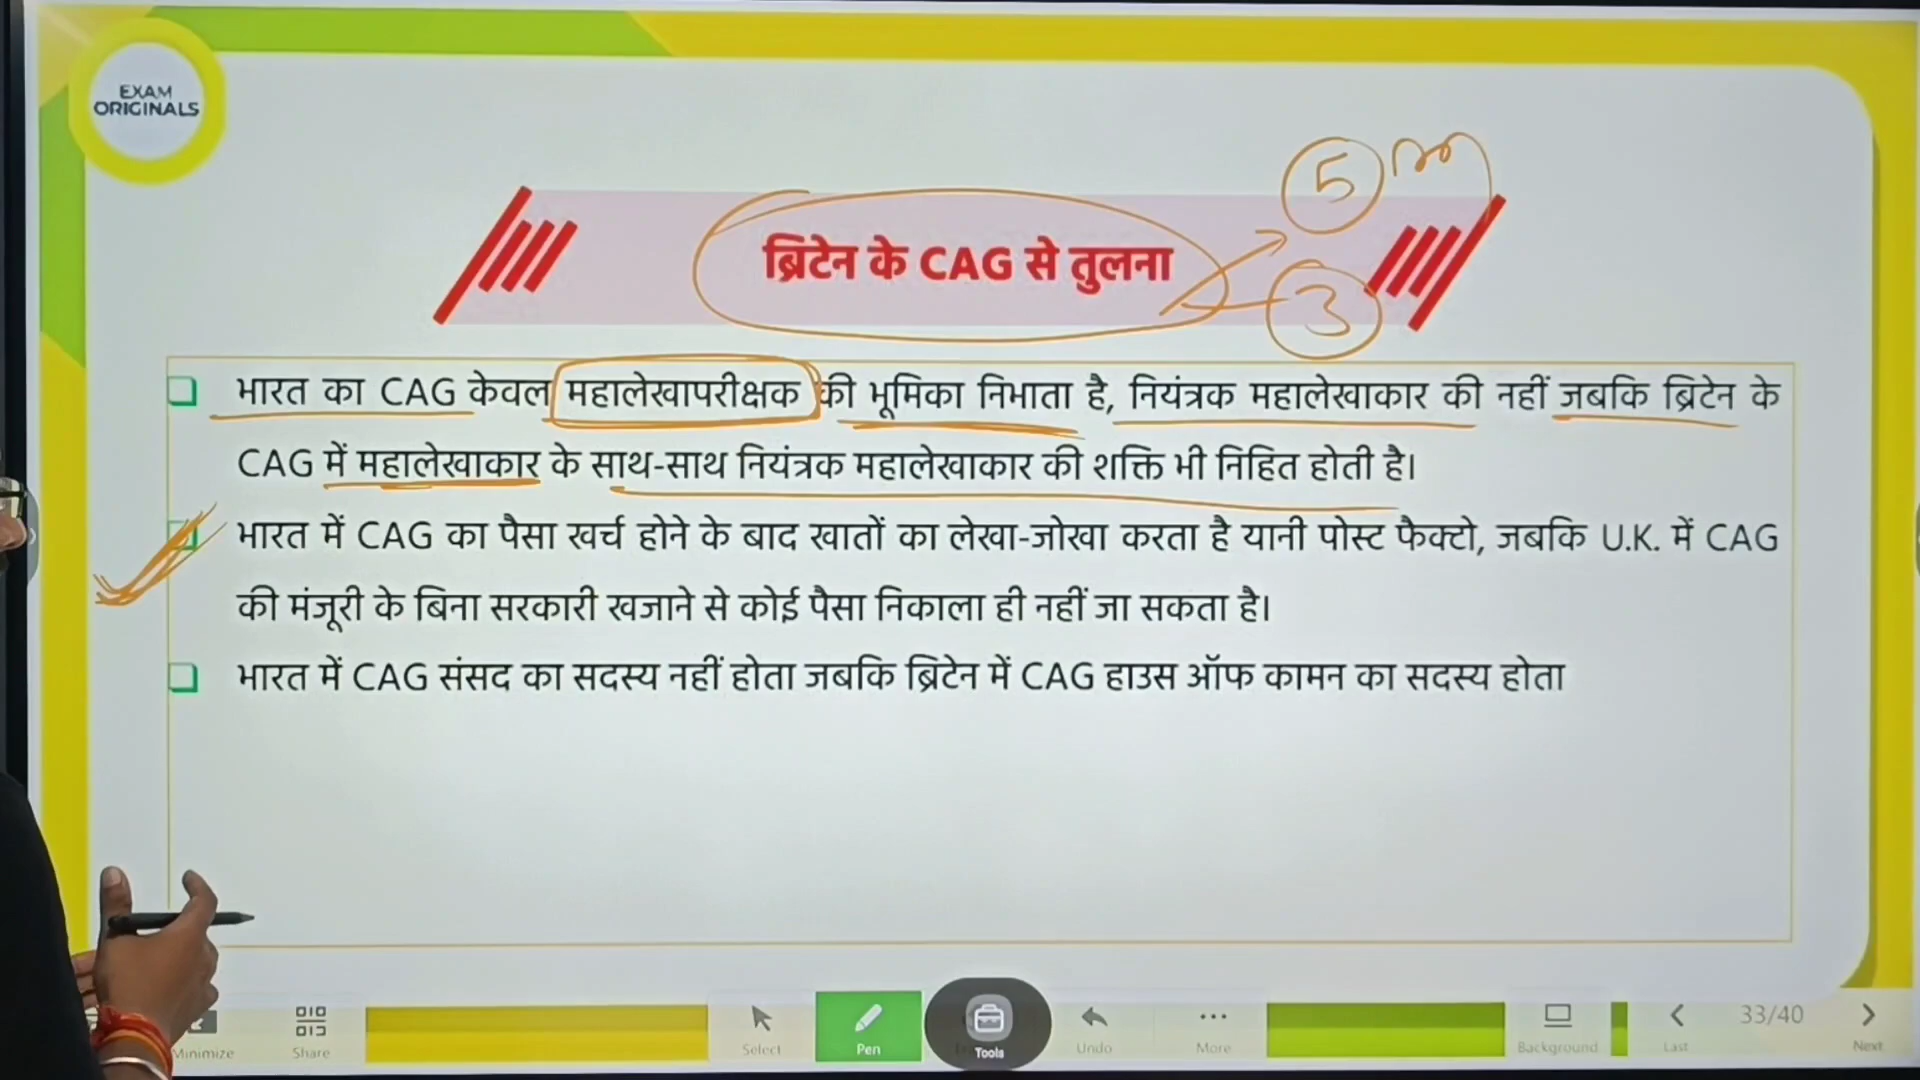 EXAM
ORIGINALS
5 m
ब्रिटेन के CAG से तुलना
3
भारत का CAG केवल महालेखापरीक्षक की भूमिका निभाता है, नियंत्रक महालेखाकार की नहीं जबकि ब्रिटेन के
CAG में महालेखाकार के साथ-साथ नियंत्रक महालेखाकार की शक्ति भी निहित होती है।
भारत में CAG का पैसा खर्च होने के बाद खातों का लेखा-जोखा करता है यानी पोस्ट फैक्टो, जबकि U.K. में CAG
की मंजूरी के बिना सरकारी खजाने से कोई पैसा निकाला ही नहीं जा सकता है।
भारत में CAG संसद का सदस्य नहीं होता जबकि ब्रिटेन में CAG हाउस ऑफ कामन का सदस्य होता
Minimize Share Select Pen Tools Undo More Background Last 33/40 Next